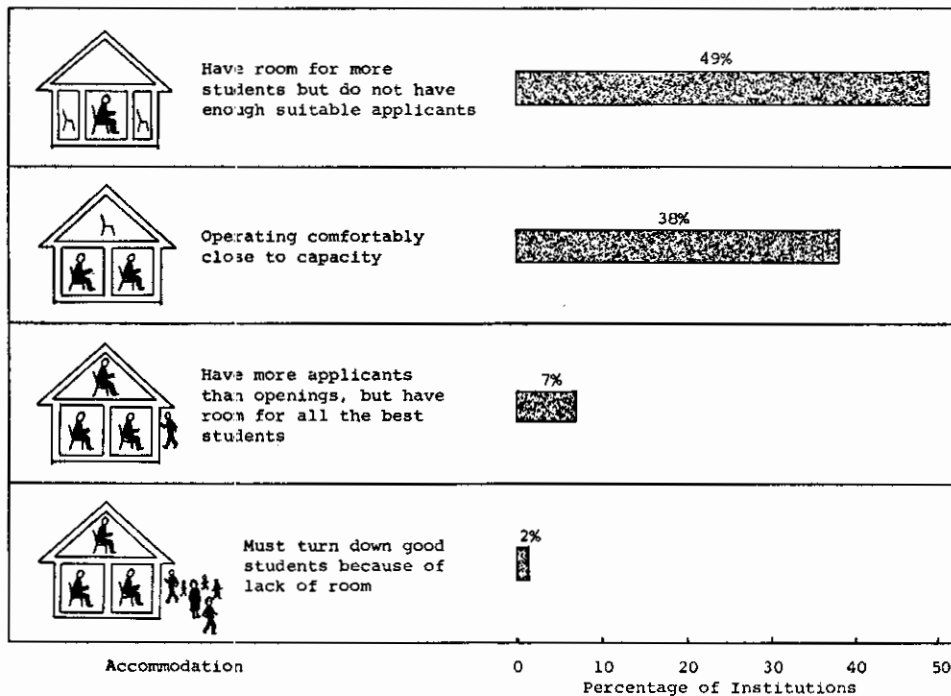 Have room for more
students but do not have
enough suitable applicants
49%
Operating comfortably
close to capacity
38%
Have more applicants
than openings, but have
room for all the best
students
7%
Must turn down good
students because of
lack of room
2%
Accommodation
0 10 20 30 40 50
Percentage of Institutions